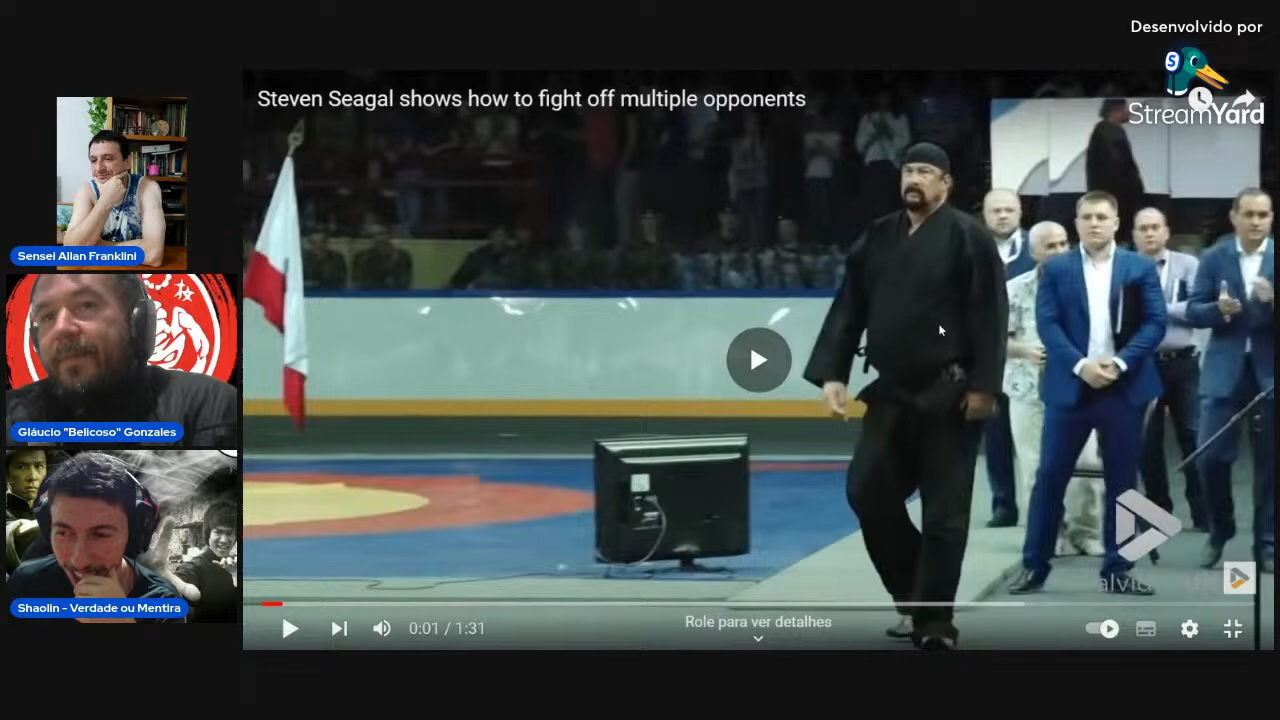 Desenvolvido por
S
StreamYard
Steven Seagal shows how to fight off multiple opponents
Sensei Allan Franklini
技
Gláucio "Belicoso" Gonzales
Shaolin - Verdade ou Mentira
0:01 / 1:31
Role para ver detalhes